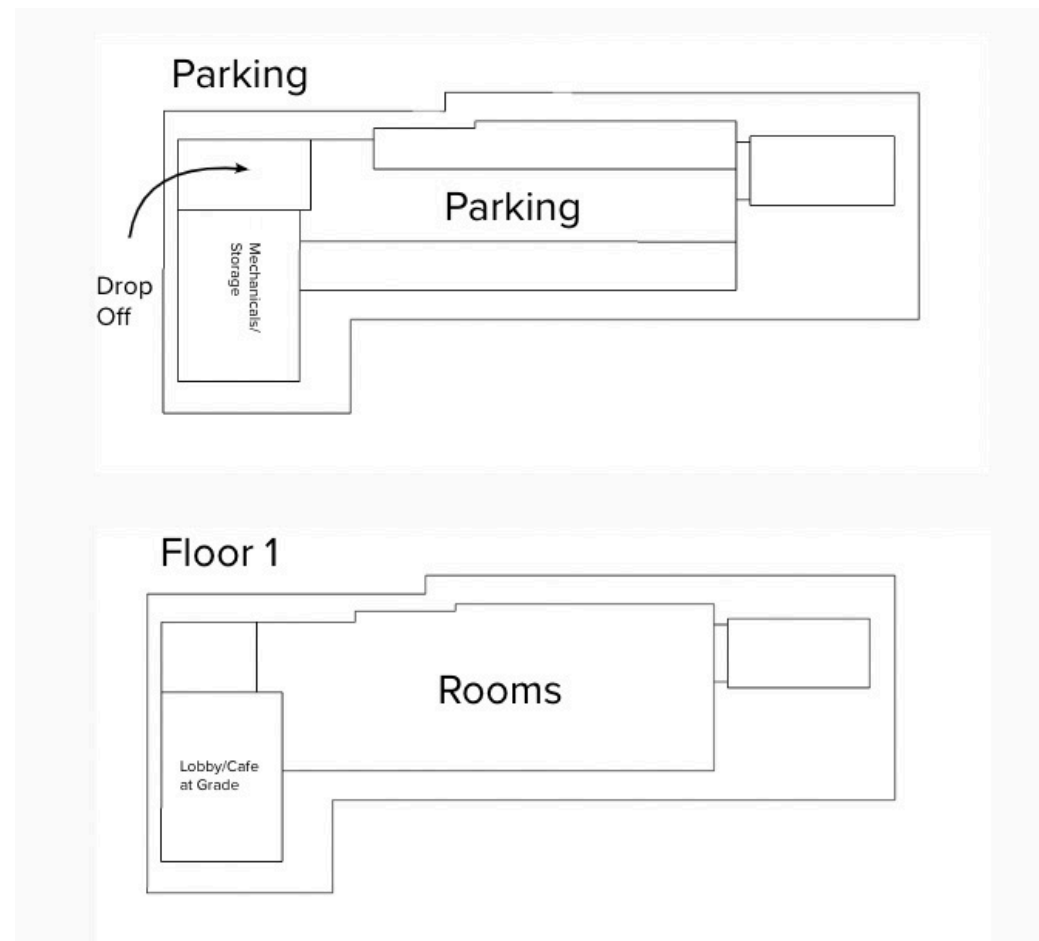 Parking
Parking
Mechanicals/
Storage
Drop
Off
Floor 1
Rooms
Lobby/Cafe
at Grade